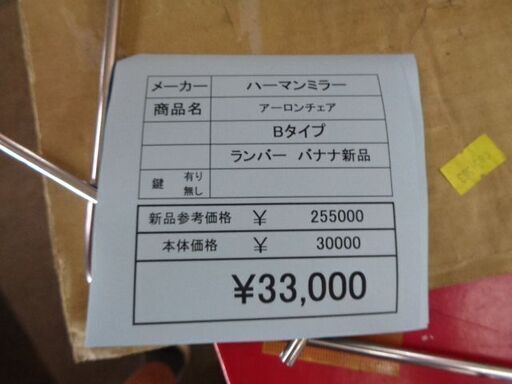 メーカー ハーマンミラー
商品名 アーロンチェア
Bタイプ
ランバー バナナ新品
鍵 有り 無し
新品参考価格 ¥ 255000
本体価格 ¥ 30000
¥33,000